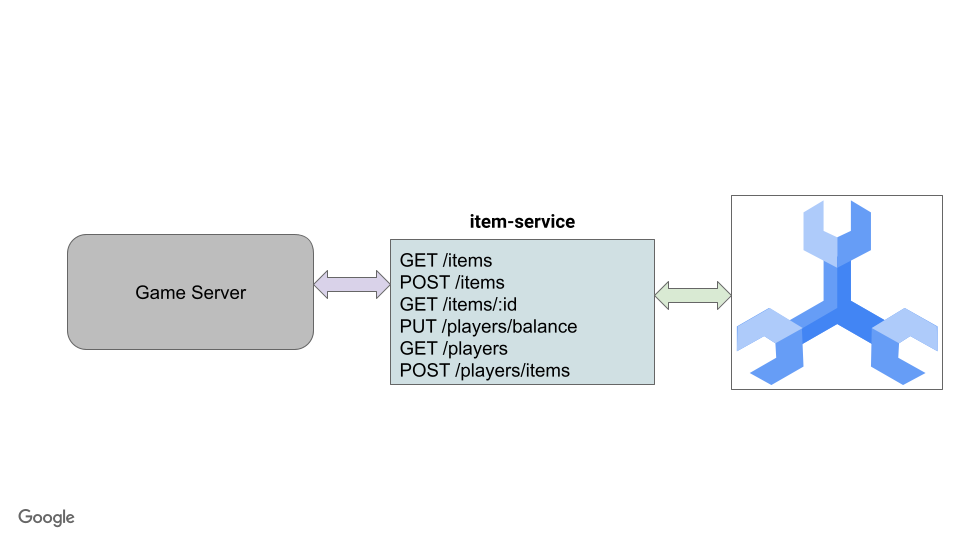 item-service
Game Server
GET /items
POST /items
GET /items/:id
PUT /players/balance
GET /players
POST /players/items
Google